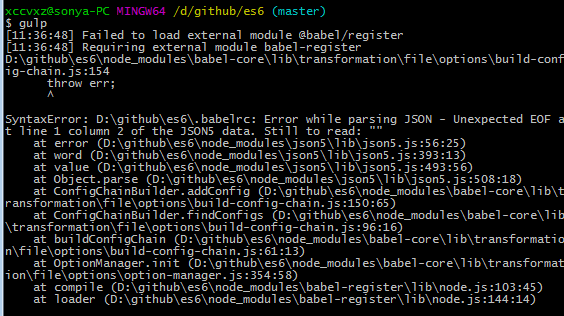 xccvxz@sonya-PC MINGW64 /d/github/es6 (master)
$ gulp
[11:36:48] Failed to load external module @babel/register
[11:36:48] Requiring external module babel-register
D:\github\es6\node_modules\babel-core\lib\transformation\file\options\build-conf
ig-chain.js:154
      throw err;
      ^
SyntaxError: D:\github\es6\.babelrc: Error while parsing JSON - Unexpected EOF a
t line 1 column 2 of the JSON5 data. Still to read: ""
    at error (D:\github\es6\node_modules\json5\lib\json5.js:56:25)
    at word (D:\github\es6\node_modules\json5\lib\json5.js:393:13)
    at value (D:\github\es6\node_modules\json5\lib\json5.js:493:56)
    at Object.parse (D:\github\es6\node_modules\json5\lib\json5.js:508:18)
    at ConfigChainBuilder.addConfig (D:\github\es6\node_modules\babel-core\lib\t
ransformation\file\options\build-config-chain.js:150:65)
    at ConfigChainBuilder.findConfigs (D:\github\es6\node_modules\babel-core\lib
\transformation\file\options\build-config-chain.js:96:16)
    at buildConfigChain (D:\github\es6\node_modules\babel-core\lib\transformatio
n\file\options\build-config-chain.js:61:13)
    at OptionManager.init (D:\github\es6\node_modules\babel-core\lib\transformat
ion\file\options\option-manager.js:354:58)
    at compile (D:\github\es6\node_modules\babel-register\lib\node.js:103:45)
    at loader (D:\github\es6\node_modules\babel-register\lib\node.js:144:14)